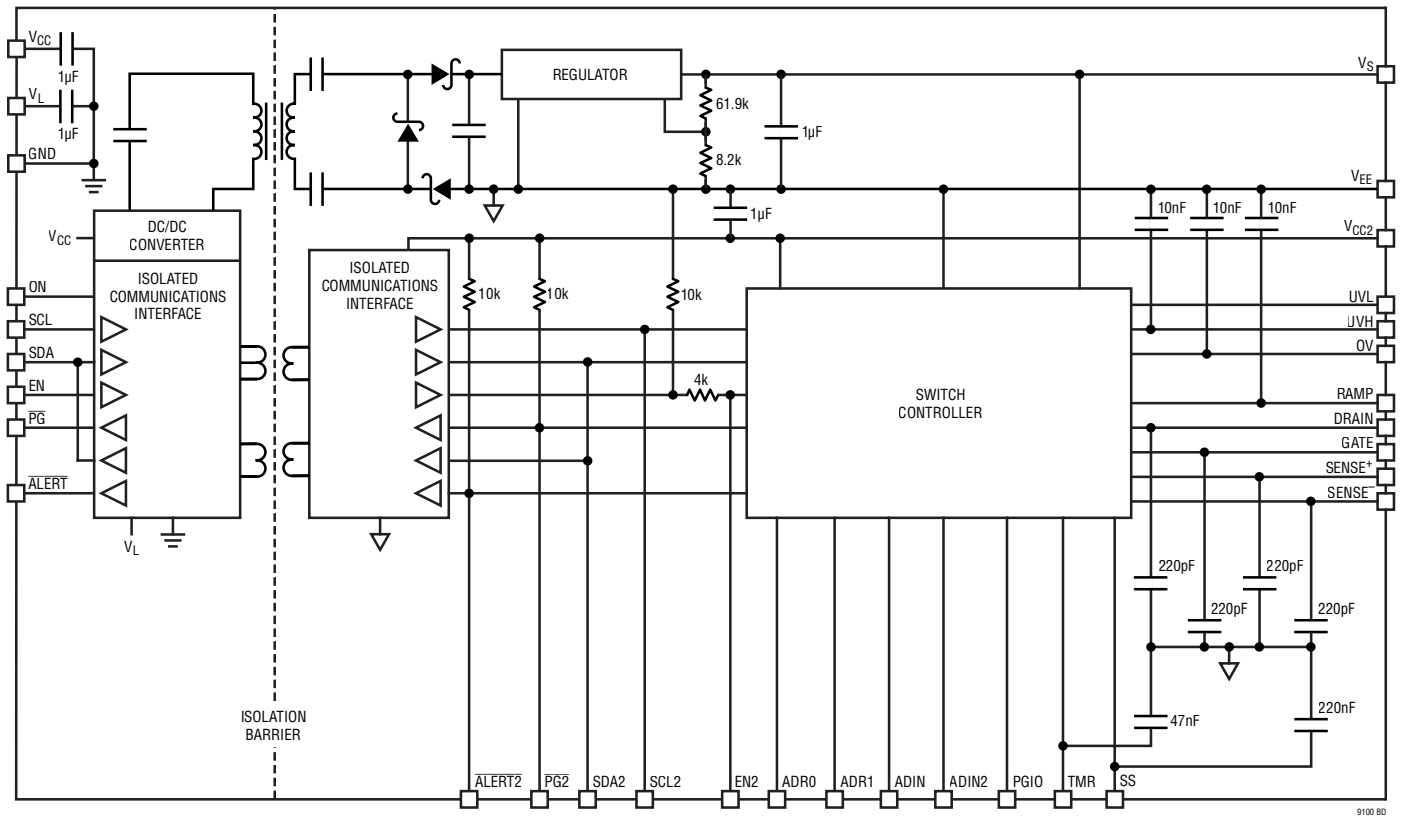 VCC
1µF
VL
1µF
GND
REGULATOR
61.9k
8.2k
1µF
VS
VEE
1µF
10nF
10nF
10nF
VCC2
VCC
DC/DC
CONVERTER
ISOLATED
COMMUNICATIONS
INTERFACE
ISOLATED
COMMUNICATIONS
INTERFACE
10k
10k
10k
4k
ON
SCL
SDA
EN
PG
ALERT
VL
SWITCH
CONTROLLER
UVL
UVH
OV
RAMP
DRAIN
GATE
SENSE+
SENSE–
220pF
220pF
220pF
220pF
47nF
220nF
ISOLATION
BARRIER
ALERT2
PG2
SDA2
SCL2
EN2
ADR0
ADR1
ADIN
ADIN2
PGIO
TMR
SS
9100 BD